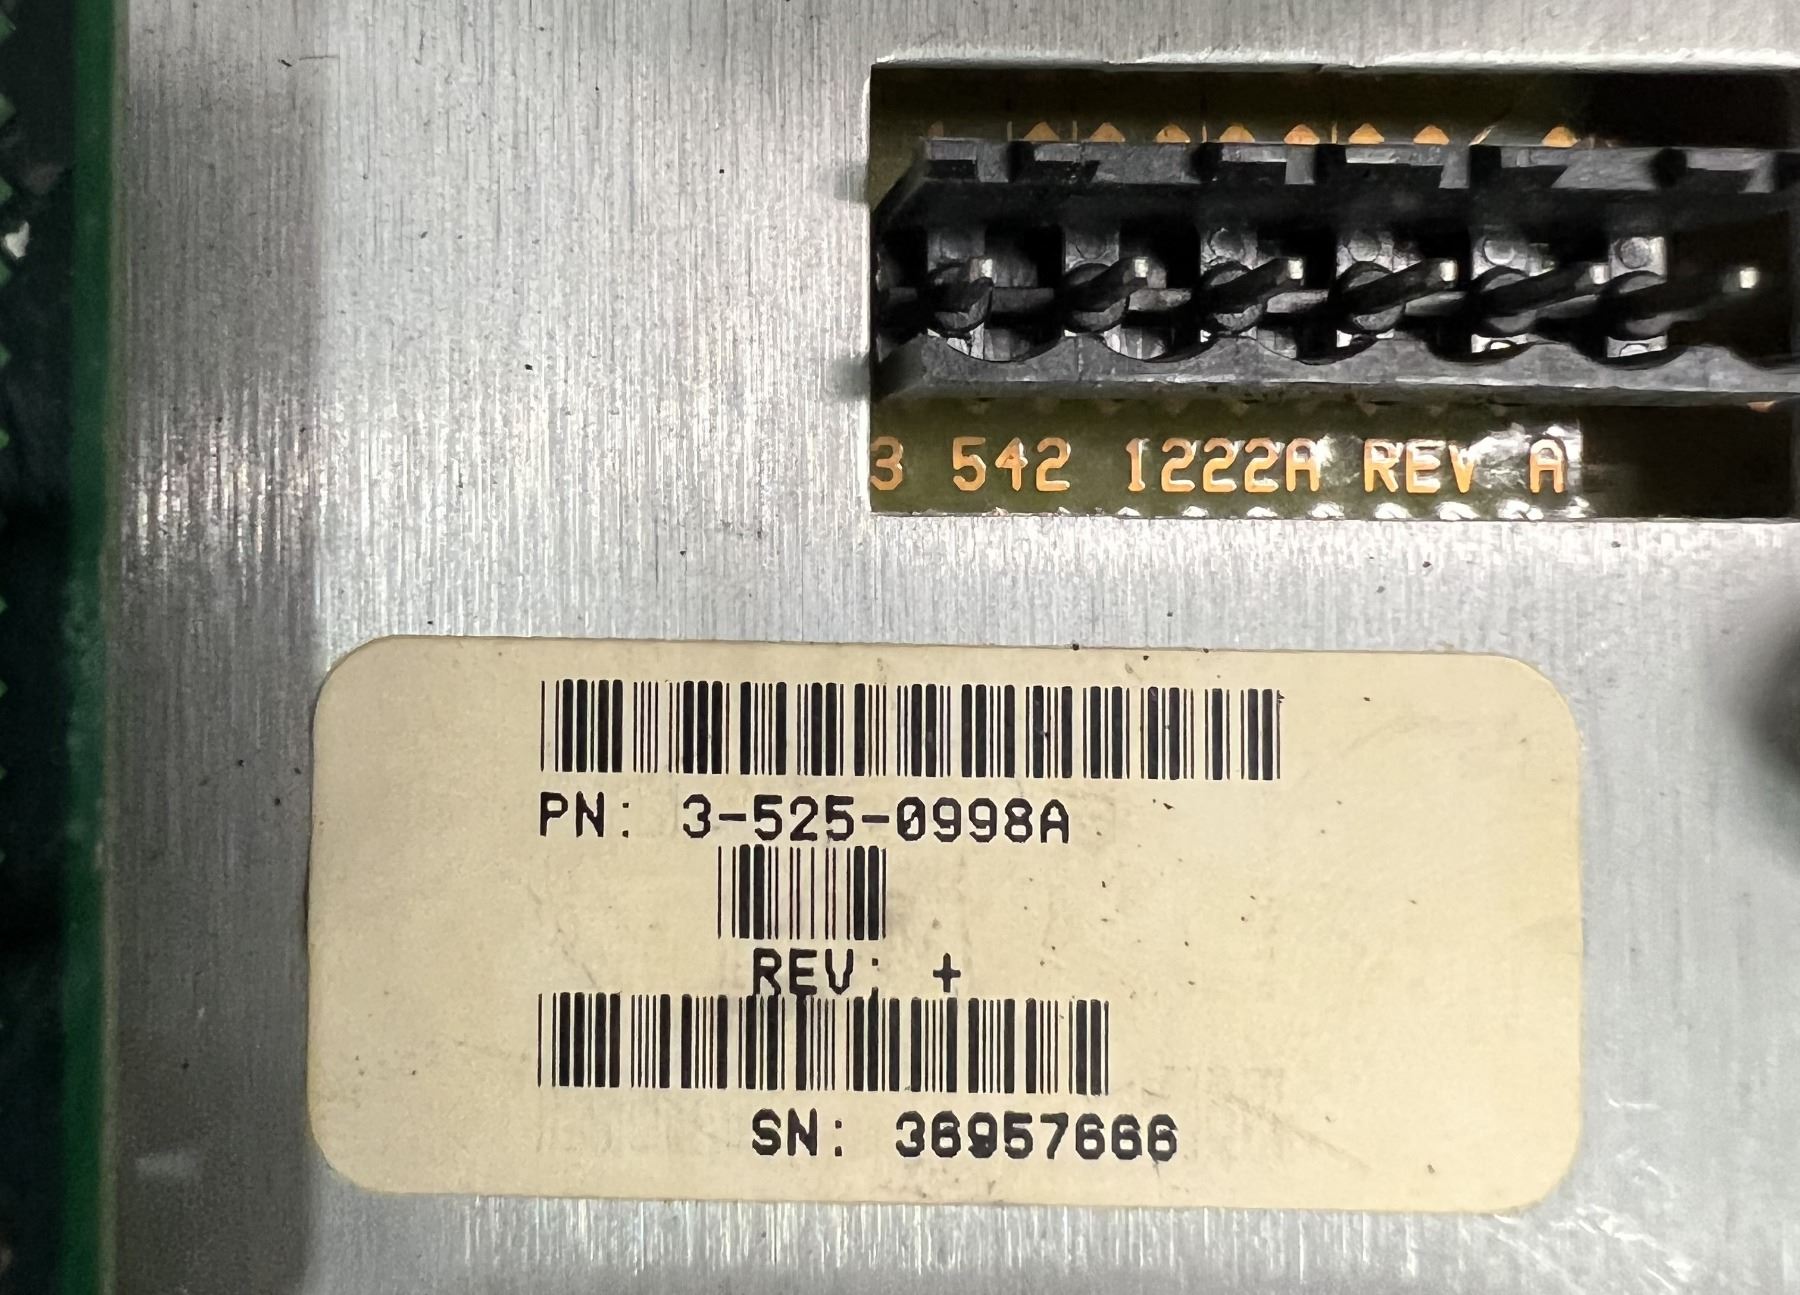 3 542 1222A REV A
PN: 3-525-0998A
REV: +
SN: 36957666